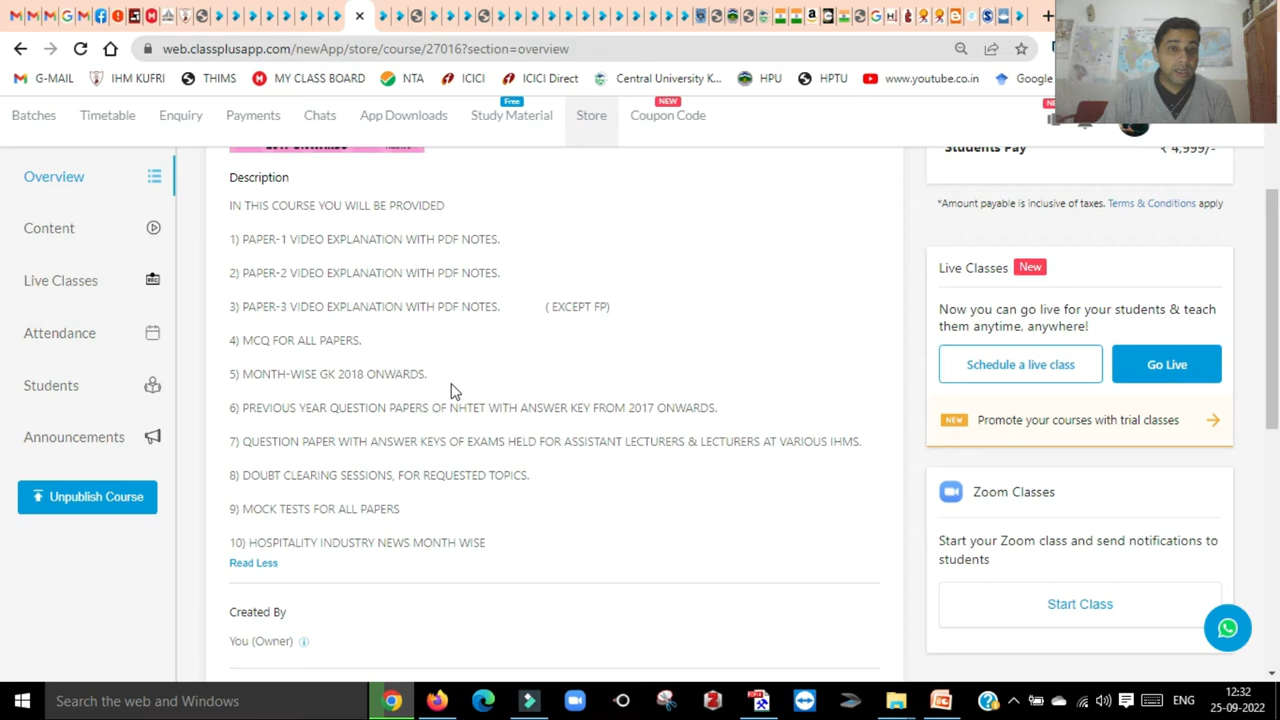 web.classplusapp.com/newApp/store/course/27016?section=overview
G-MAIL IHM KUFRI THIMS MY CLASS BOARD NTA ICICI ICICI Direct Central University K... HPU HPTU www.youtube.co.in Google
Free NEW
Batches Timetable Enquiry Payments Chats App Downloads Study Material Store Coupon Code
Overview
Content
Live Classes
Attendance
Students
Announcements
Unpublish Course
Description
IN THIS COURSE YOU WILL BE PROVIDED
1) PAPER-1 VIDEO EXPLANATION WITH PDF NOTES.
2) PAPER-2 VIDEO EXPLANATION WITH PDF NOTES.
3) PAPER-3 VIDEO EXPLANATION WITH PDF NOTES. ( EXCEPT FP)
4) MCQ FOR ALL PAPERS.
5) MONTH-WISE GK 2018 ONWARDS.
6) PREVIOUS YEAR QUESTION PAPERS OF NHTET WITH ANSWER KEY FROM 2017 ONWARDS.
7) QUESTION PAPER WITH ANSWER KEYS OF EXAMS HELD FOR ASSISTANT LECTURERS & LECTURERS AT VARIOUS IHMS.
8) DOUBT CLEARING SESSIONS, FOR REQUESTED TOPICS.
9) MOCK TESTS FOR ALL PAPERS
10) HOSPITALITY INDUSTRY NEWS MONTH WISE
Read Less
Created By
You (Owner)
Students Pay ₹ 4,999/-
*Amount payable is inclusive of taxes. Terms & Conditions apply
Live Classes New
Now you can go live for your students & teach
them anytime, anywhere!
Schedule a live class Go Live
NEW Promote your courses with trial classes
Zoom Classes
Start your Zoom class and send notifications to
students
Start Class
Search the web and Windows
ENG
12:32
25-09-2022